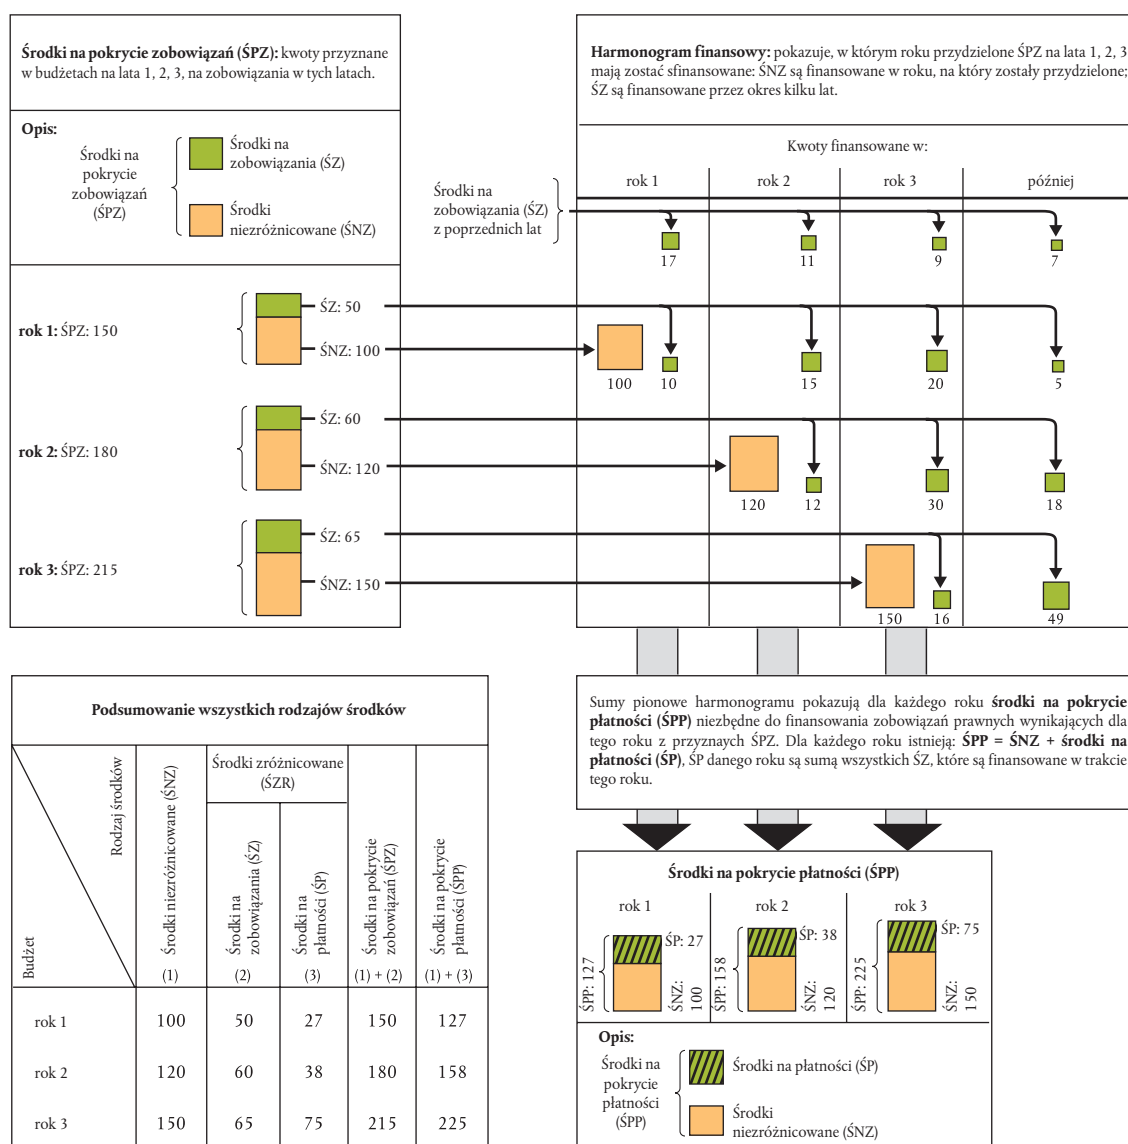 Środki na pokrycie zobowiązań (ŚPZ): kwoty przyznane
w budżetach na lata 1, 2, 3, na zobowiązania w tych latach.
Opis:
Środki na
pokrycie
zobowiązań
(ŚPZ)
Środki na
zobowiązania (ŚZ)
Środki
niezróżnicowane (ŚNZ)
Harmonogram finansowy: pokazuje, w którym roku przydzielone ŚPZ na lata 1, 2, 3
mają zostać sfinansowane: ŚNZ są finansowane w roku, na który zostały przydzielone;
ŚZ są finansowane przez okres kilku lat.
Kwoty finansowane w:
rok 1 rok 2 rok 3 później
Środki na
zobowiązania (ŚZ)
z poprzednich lat
17 11 9 7
rok 1: ŚPZ: 150
ŚZ: 50
ŚNZ: 100
100 10 15 20 5
rok 2: ŚPZ: 180
ŚZ: 60
ŚNZ: 120
120 12 30 18
rok 3: ŚPZ: 215
ŚZ: 65
ŚNZ: 150
150 16 49
Sumy pionowe harmonogramu pokazują dla każdego roku środki na pokrycie
płatności (ŚPP) niezbędne do finansowania zobowiązań prawnych wynikających dla
tego roku z przyznych ŚPZ. Dla każdego roku istnieją: ŚPP = ŚNZ + środki na
płatności (ŚP), ŚP danego roku są sumą wszystkich ŚZ, które są finansowane w trakcie
tego roku.
Podsumowanie wszystkich rodzajów środków
Rodzaj środków
Budżet
Środki niezróżnicowane (ŚNZ)
(1)
Środki zróżnicowane
(ŚZR)
Środki na
zobowiązania (ŚZ)
(2)
Środki na
płatności (ŚP)
(3)
Środki na pokrycie
zobowiązań (ŚPZ)
(1) + (2)
Środki na pokrycie
płatności (ŚPP)
(1) + (3)
rok 1 100 50 27 150 127
rok 2 120 60 38 180 158
rok 3 150 65 75 215 225
Środki na pokrycie płatności (ŚPP)
rok 1 rok 2 rok 3
ŚPP: 127
ŚP: 27
ŚNZ:
100
ŚPP: 158
ŚP: 38
ŚNZ:
120
ŚPP: 225
ŚP: 75
ŚNZ:
150
Opis:
Środki na
pokrycie
płatności
(ŚPP)
Środki na płatności (ŚP)
Środki
niezróżnicowane (ŚNZ)